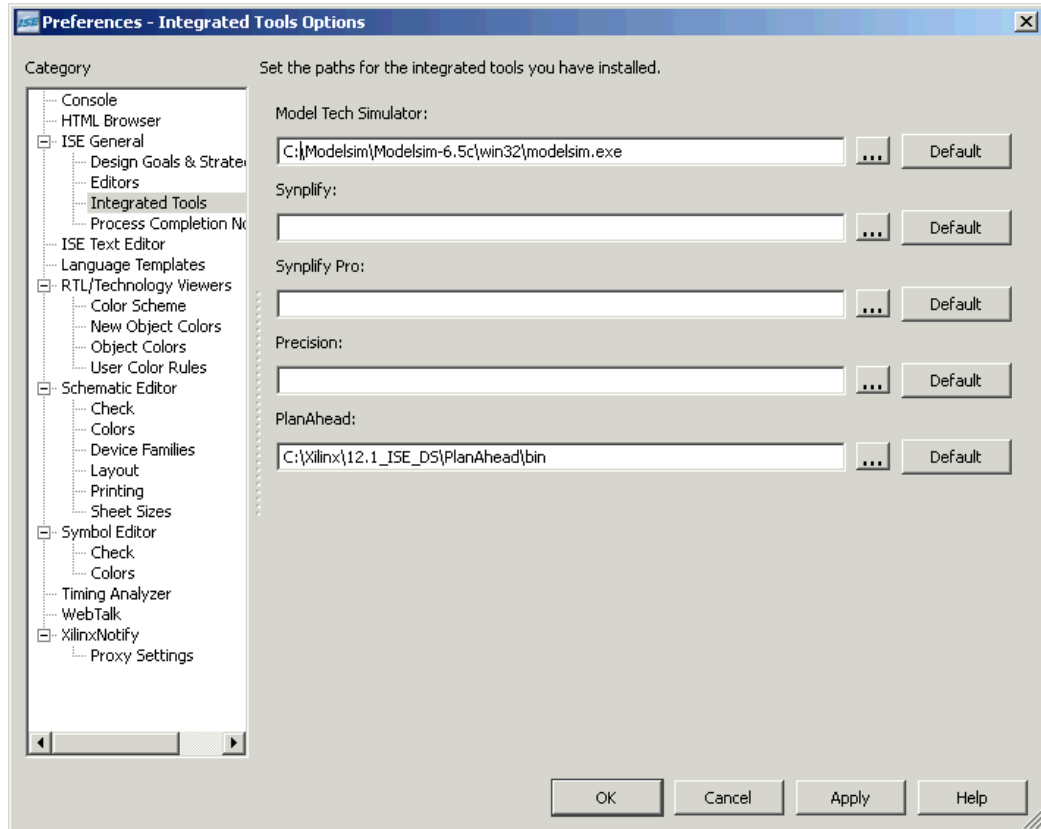 ISE Preferences - Integrated Tools Options
Category
Console
HTML Browser
ISE General
Design Goals & Strate
Editors
Integrated Tools
Process Completion No
ISE Text Editor
Language Templates
RTL/Technology Viewers
Color Scheme
New Object Colors
Object Colors
User Color Rules
Schematic Editor
Check
Colors
Device Families
Layout
Printing
Sheet Sizes
Symbol Editor
Check
Colors
Timing Analyzer
WebTalk
XilinxNotify
Proxy Settings
Set the paths for the integrated tools you have installed.
Model Tech Simulator:
C:\Modelsim\Modelsim-6.5c\win32\modelsim.exe ... Default
Synplify:
... Default
Synplify Pro:
... Default
Precision:
... Default
PlanAhead:
C:\Xilinx\12.1_ISE_DS\PlanAhead\bin ... Default
OK Cancel Apply Help